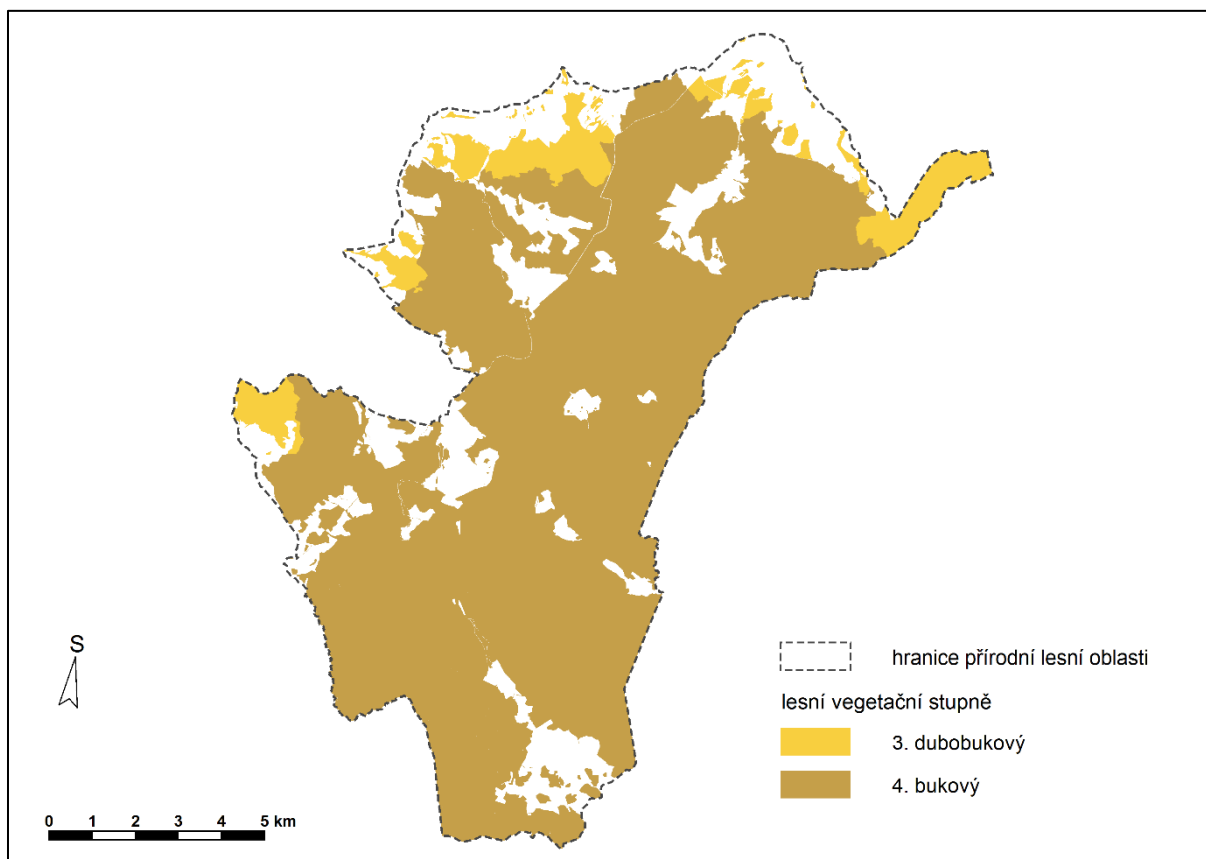 S
hranice přírodní lesní oblasti
lesní vegetační stupně
3. dubobukový
4. bukový
0 1 2 3 4 5 km